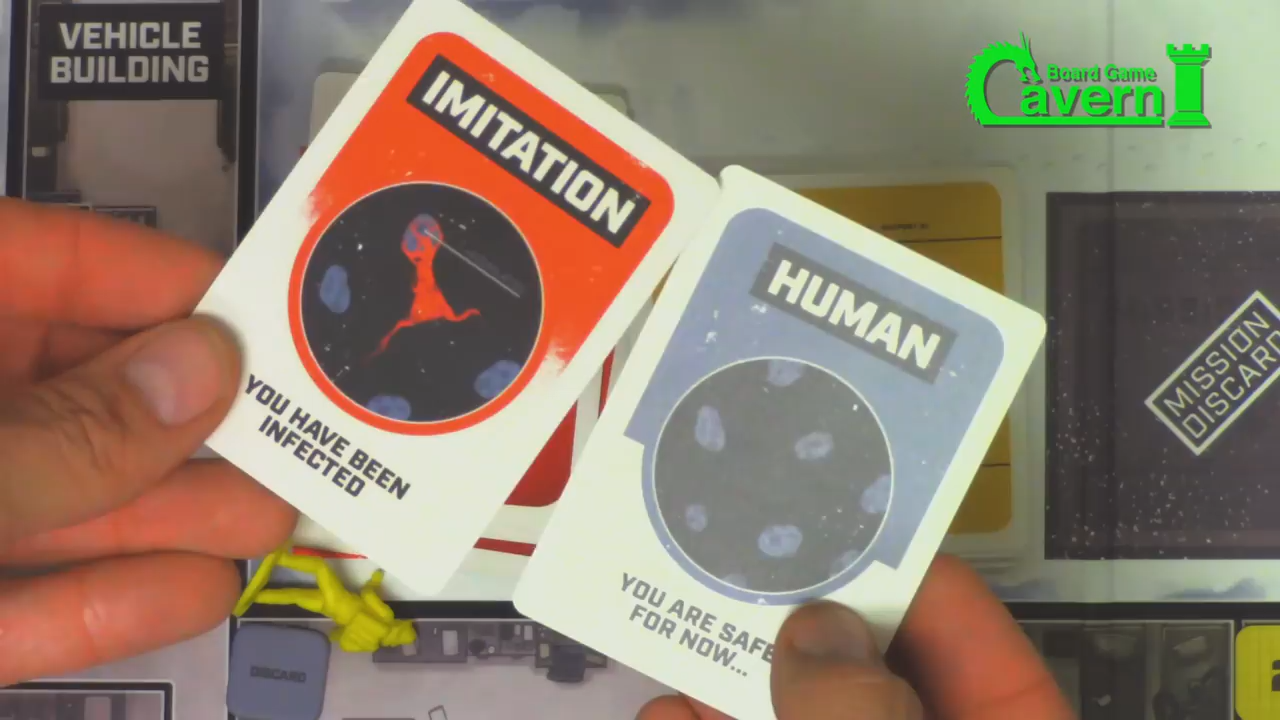 VEHICLE
BUILDING
Board Game
Cavern
IMITATION
YOU HAVE BEEN
INFECTED
HUMAN
YOU ARE SAFE
FOR NOW...
MISSION
DISCARD
DISCARD